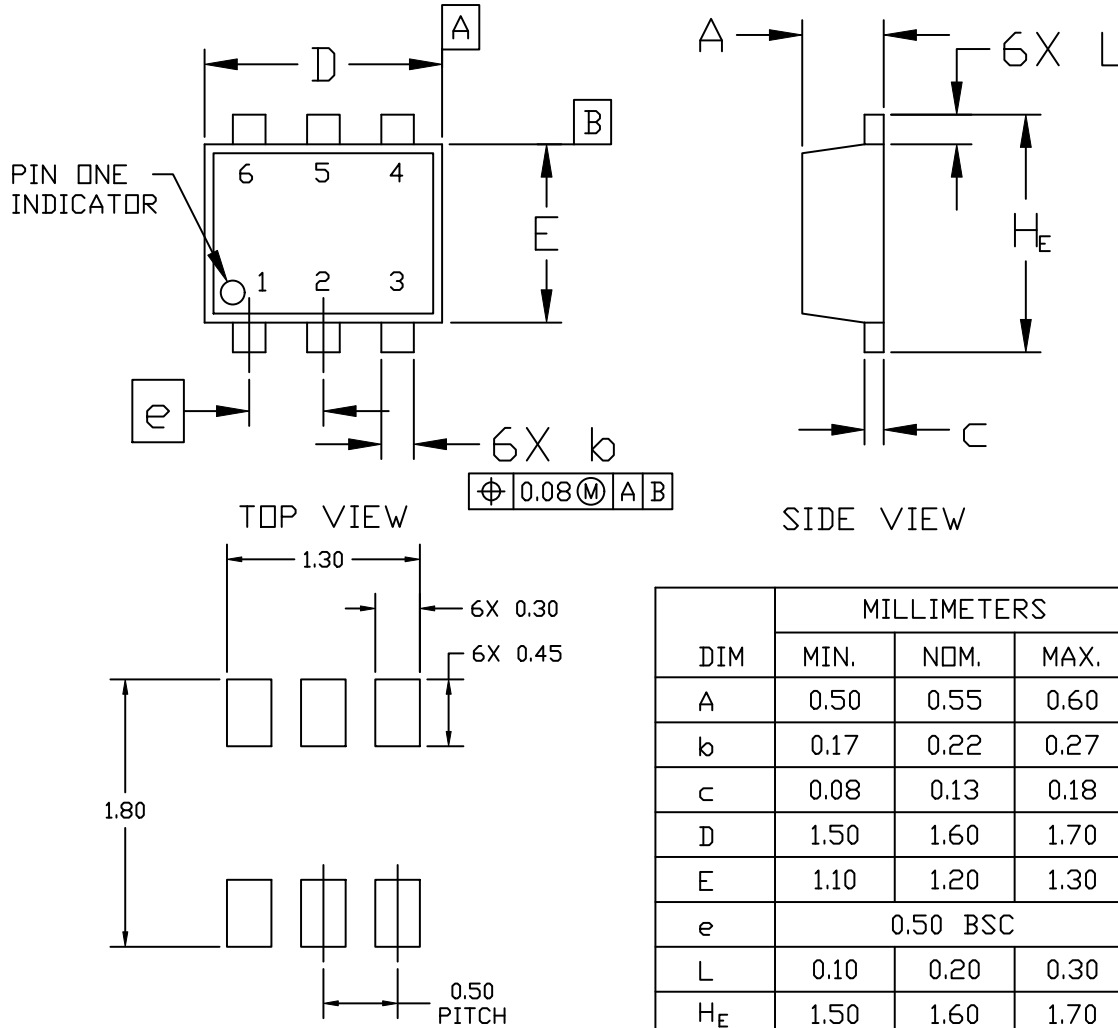 A
D
A
6X L
B
PIN ONE
INDICATOR
6 5 4
E
H_E
1 2 3
e
6X b
c
⌖ 0.08 Ⓜ A B
TOP VIEW
SIDE VIEW
1.30
6X 0.30
6X 0.45
1.80
0.50
PITCH
MILLIMETERS
DIM MIN. NOM. MAX.
A 0.50 0.55 0.60
b 0.17 0.22 0.27
c 0.08 0.13 0.18
D 1.50 1.60 1.70
E 1.10 1.20 1.30
e 0.50 BSC
L 0.10 0.20 0.30
H_E 1.50 1.60 1.70